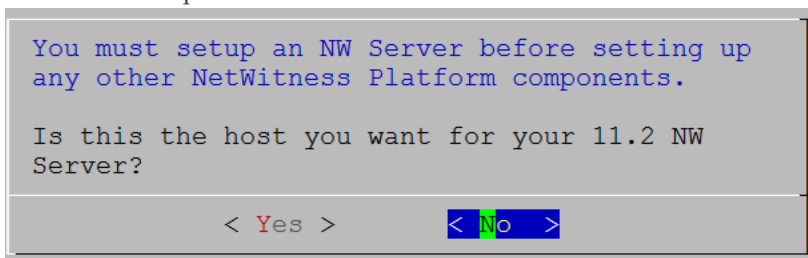 You must setup an NW Server before setting up
any other NetWitness Platform components.
Is this the host you want for your 11.2 NW
Server?
< Yes > < No >